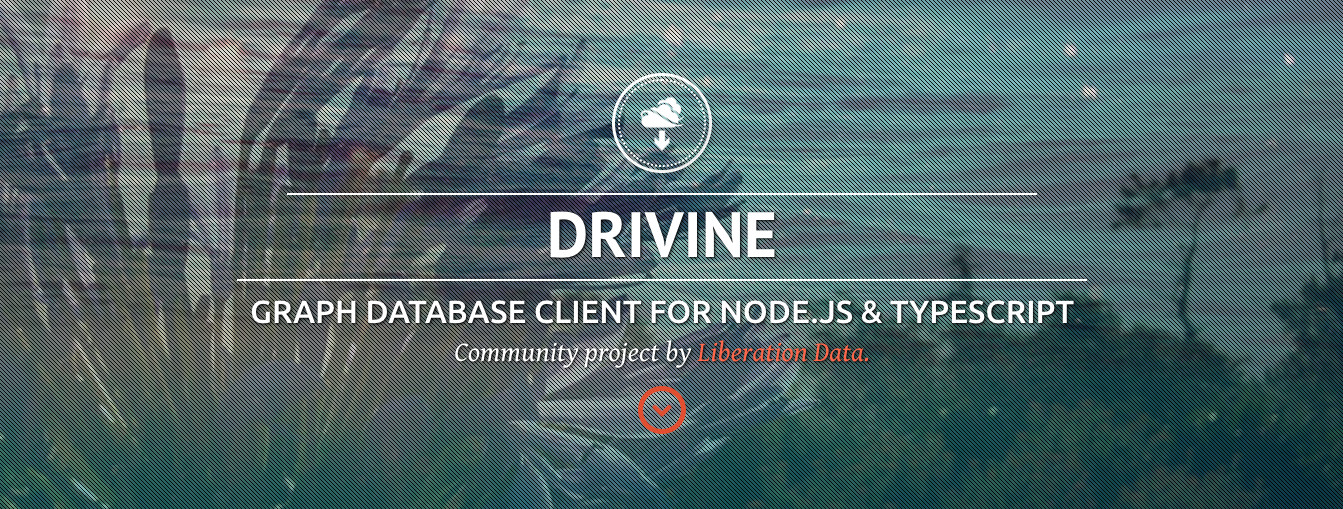 DRIVINE
GRAPH DATABASE CLIENT FOR NODE.JS & TYPESCRIPT
Community project by Liberation Data.